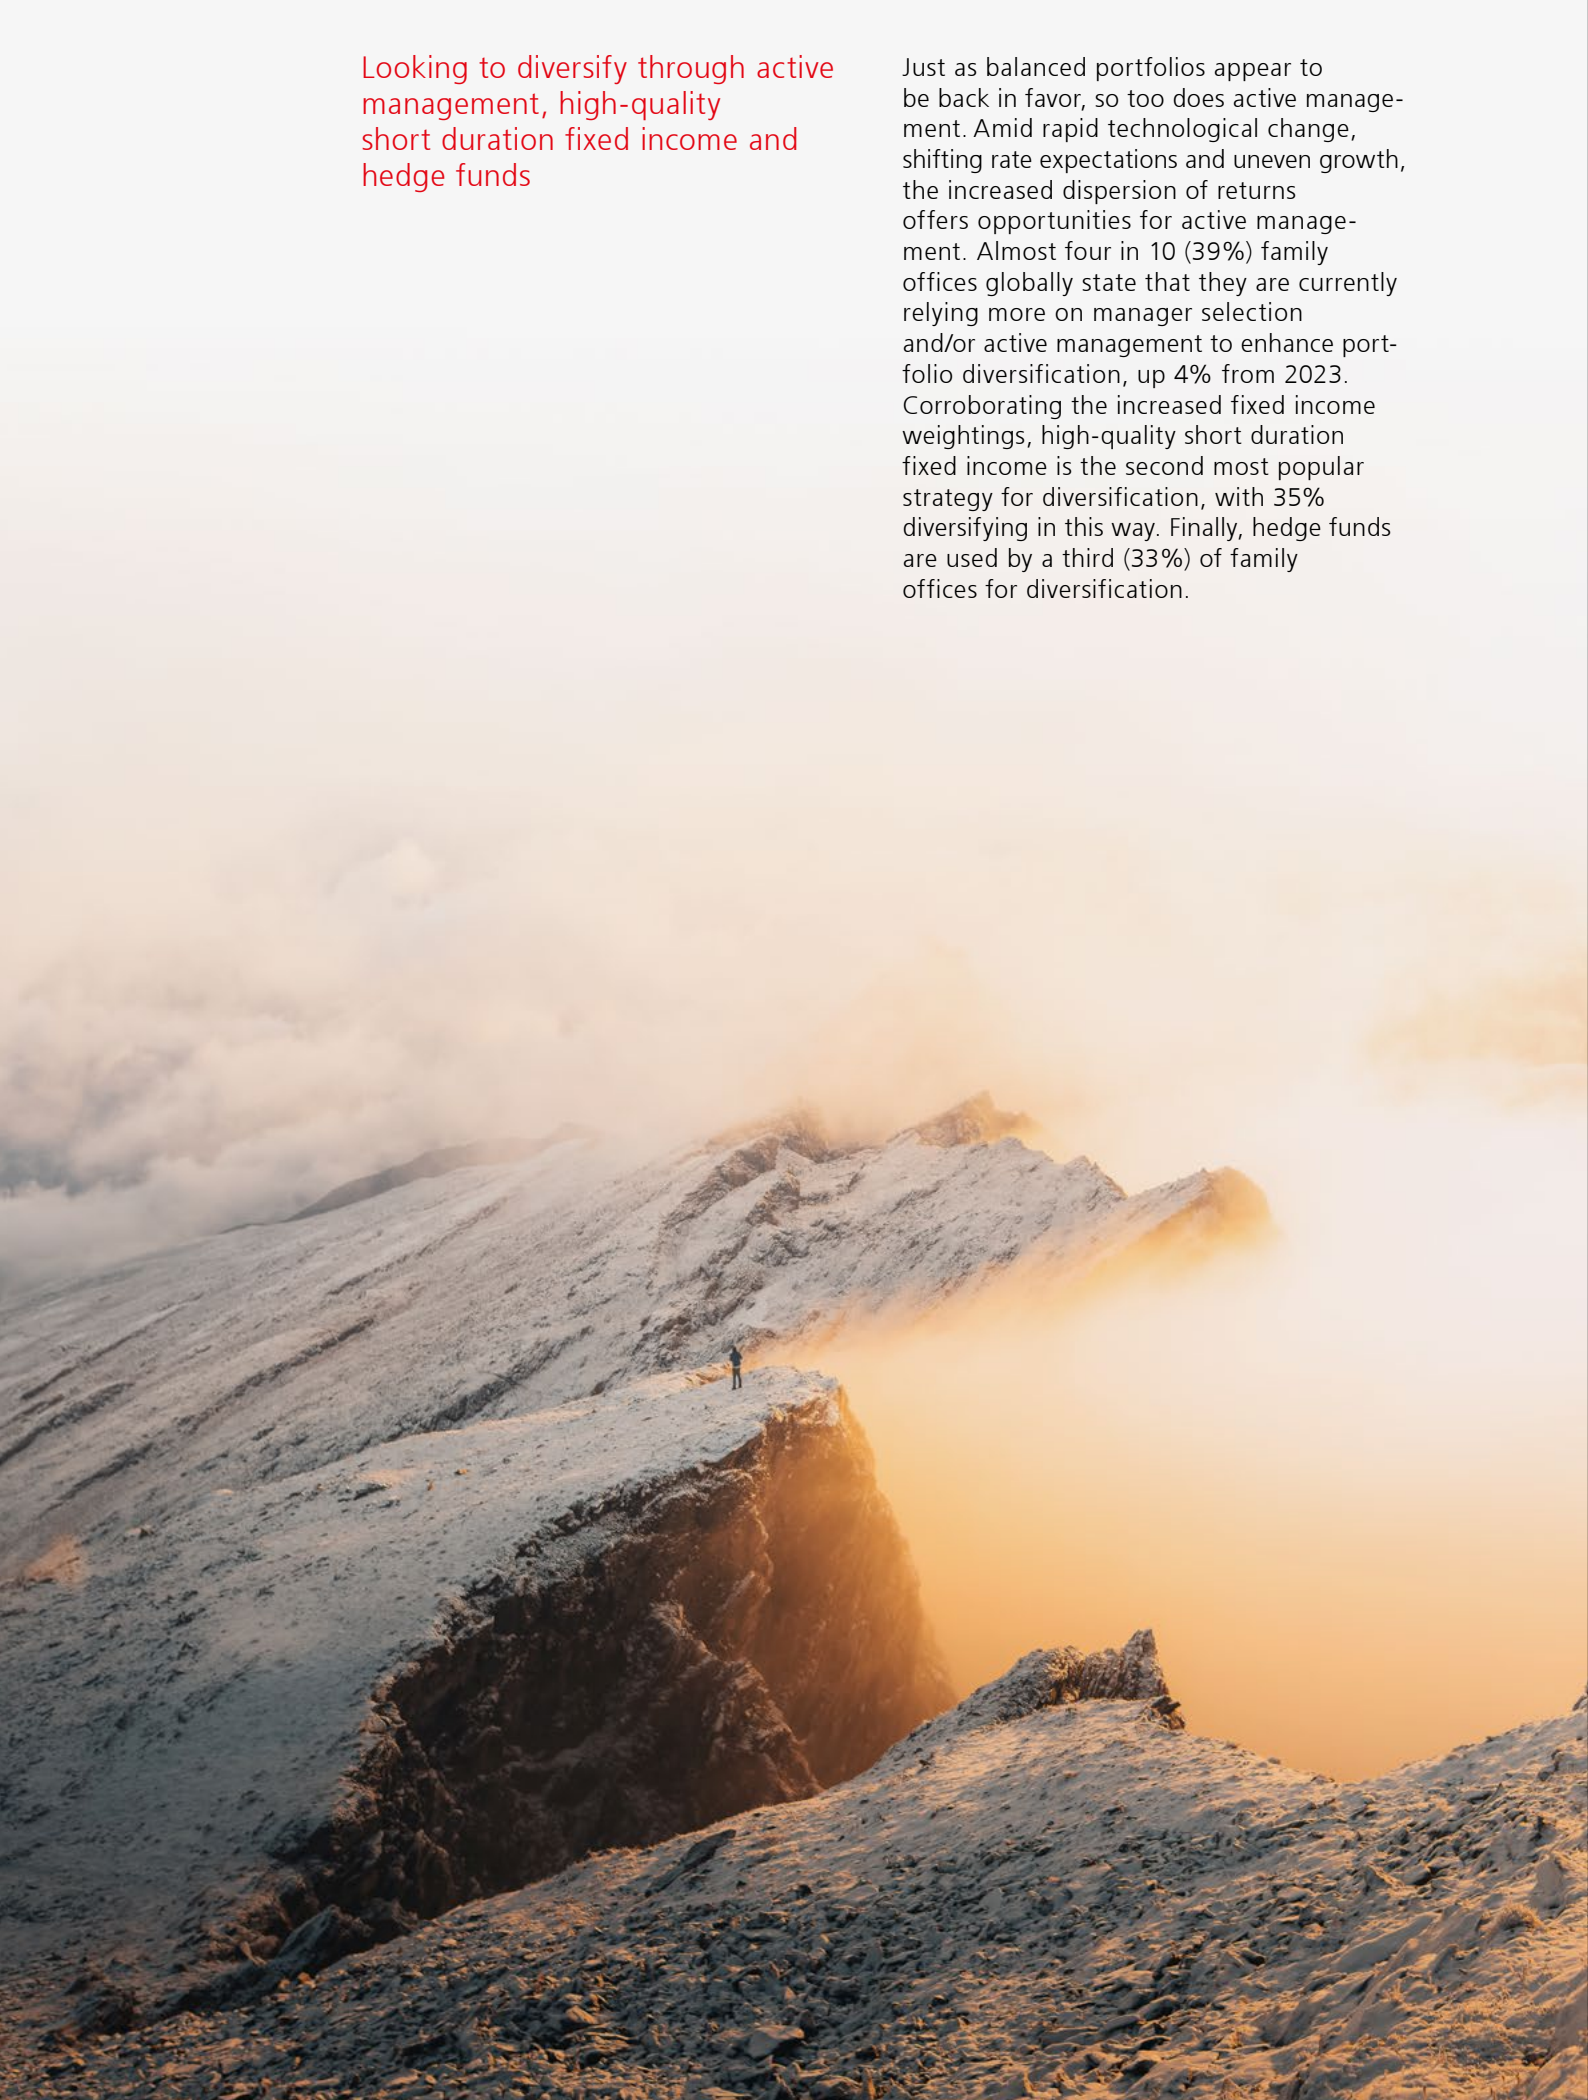 Looking to diversify through active
management, high-quality
short duration fixed income and
hedge funds
Just as balanced portfolios appear to
be back in favor, so too does active manage-
ment. Amid rapid technological change,
shifting rate expectations and uneven growth,
the increased dispersion of returns
offers opportunities for active manage-
ment. Almost four in 10 (39%) family
offices globally state that they are currently
relying more on manager selection
and/or active management to enhance port-
folio diversification, up 4% from 2023.
Corroborating the increased fixed income
weightings, high-quality short duration
fixed income is the second most popular
strategy for diversification, with 35%
diversifying in this way. Finally, hedge funds
are used by a third (33%) of family
offices for diversification.